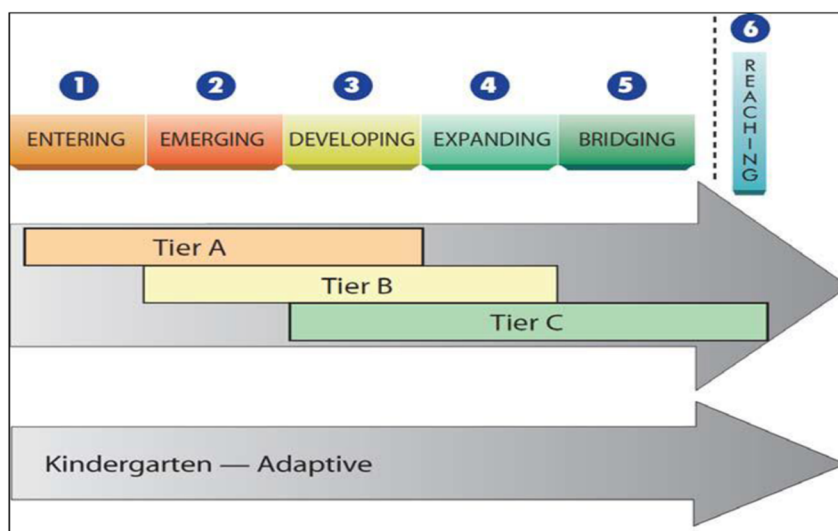 6
1 2 3 4 5
REACHING
ENTERING EMERGING DEVELOPING EXPANDING BRIDGING
Tier A
Tier B
Tier C
Kindergarten — Adaptive